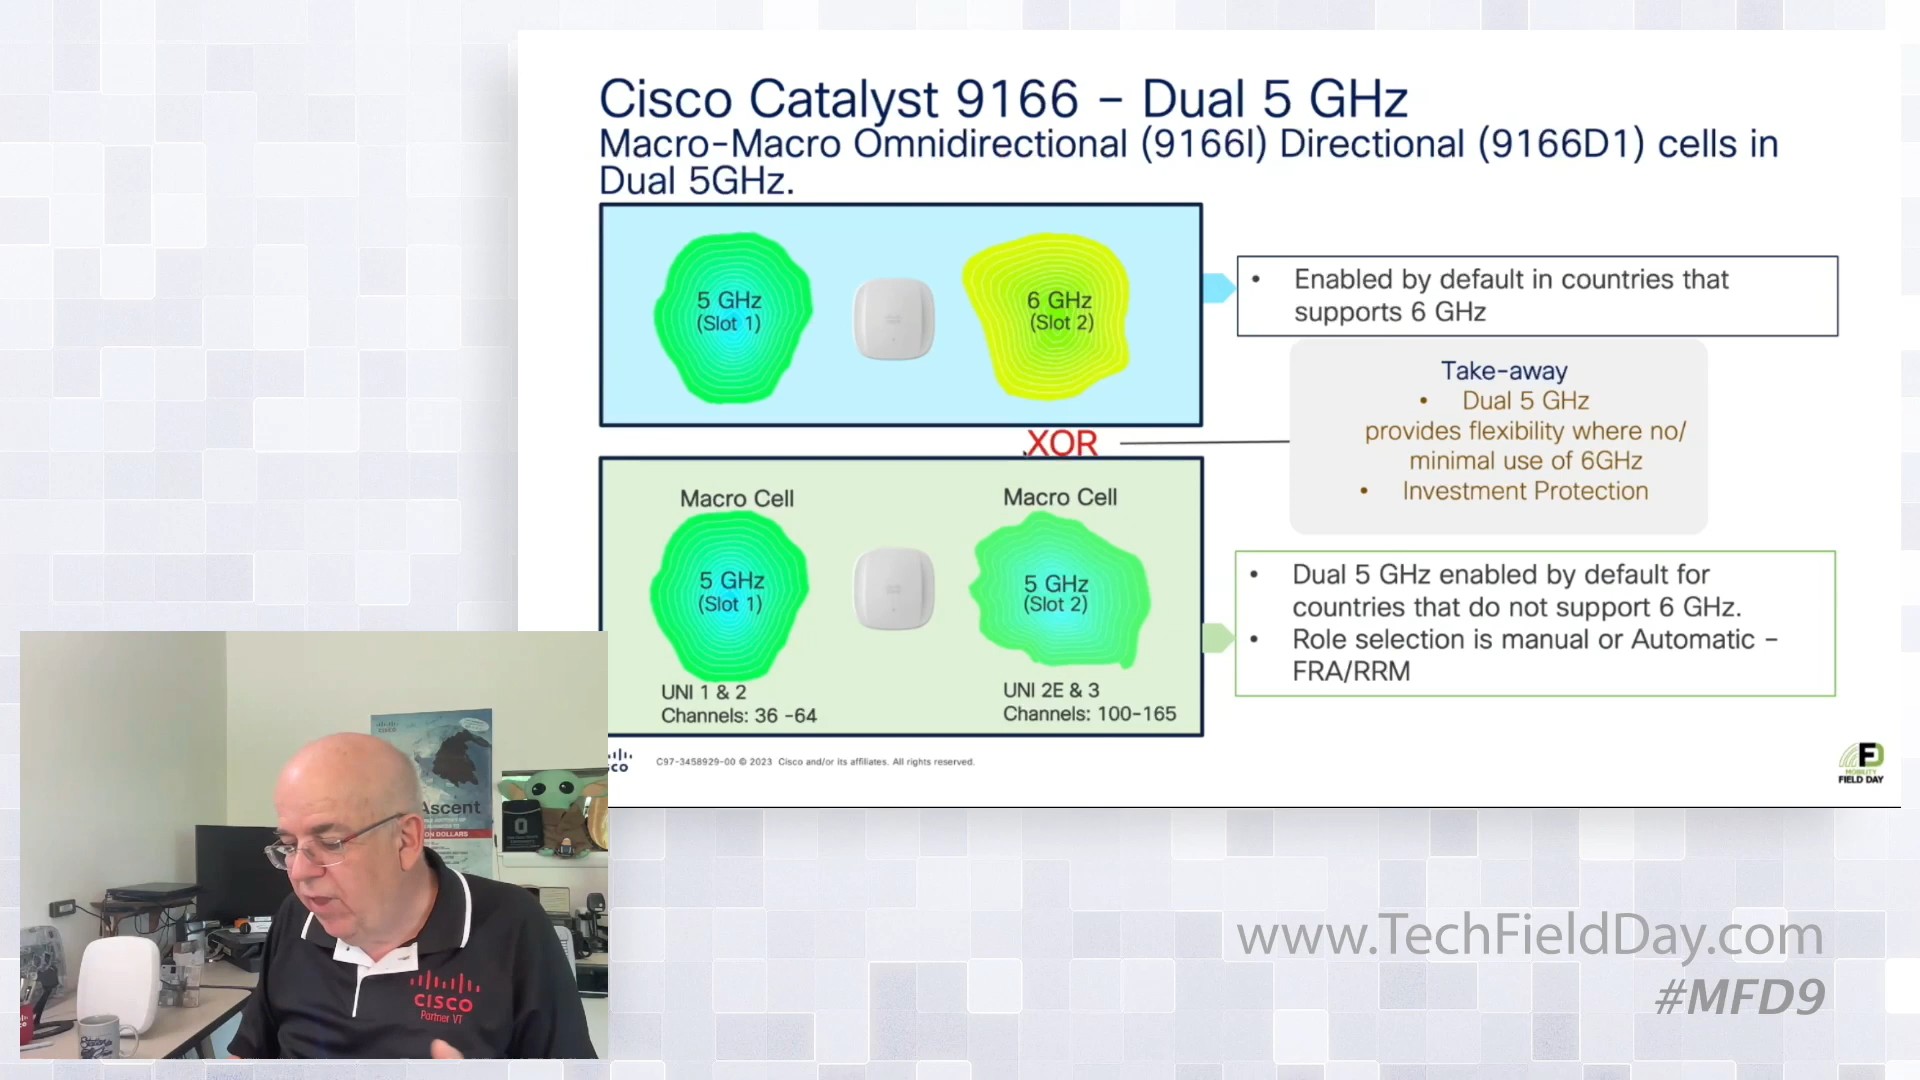 Cisco Catalyst 9166 – Dual 5 GHz
Macro-Macro Omnidirectional (9166I) Directional (9166D1) cells in
Dual 5GHz.
5 GHz
(Slot 1)
6 GHz
(Slot 2)
• Enabled by default in countries that
supports 6 GHz
XOR
Take-away
• Dual 5 GHz
provides flexibility where no/
minimal use of 6GHz
• Investment Protection
Macro Cell
5 GHz
(Slot 1)
UNI 1 & 2
Channels: 36 -64
Macro Cell
5 GHz
(Slot 2)
UNI 2E & 3
Channels: 100-165
• Dual 5 GHz enabled by default for
countries that do not support 6 GHz.
• Role selection is manual or Automatic –
FRA/RRM
C97-3458929-00 © 2023 Cisco and/or its affiliates. All rights reserved.
MOBILITY
FIELD DAY
Ascent
ON DOLLARS
CISCO
Partner VT
www.TechFieldDay.com
#MFD9